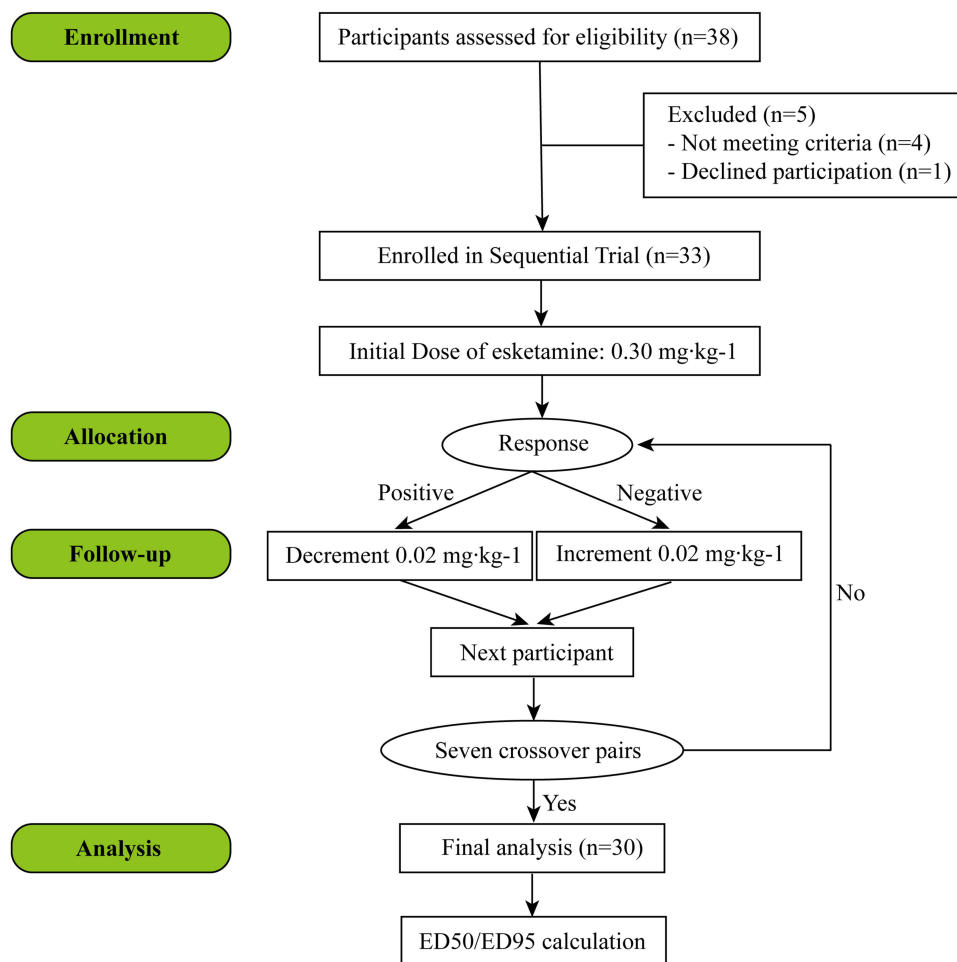 Enrollment
Participants assessed for eligibility (n=38)
Excluded (n=5)
- Not meeting criteria (n=4)
- Declined participation (n=1)
Enrolled in Sequential Trial (n=33)
Initial Dose of esketamine: 0.30 mg·kg-1
Allocation
Response
Positive
Negative
Follow-up
Decrement 0.02 mg·kg-1
Increment 0.02 mg·kg-1
No
Next participant
Seven crossover pairs
Yes
Analysis
Final analysis (n=30)
ED50/ED95 calculation